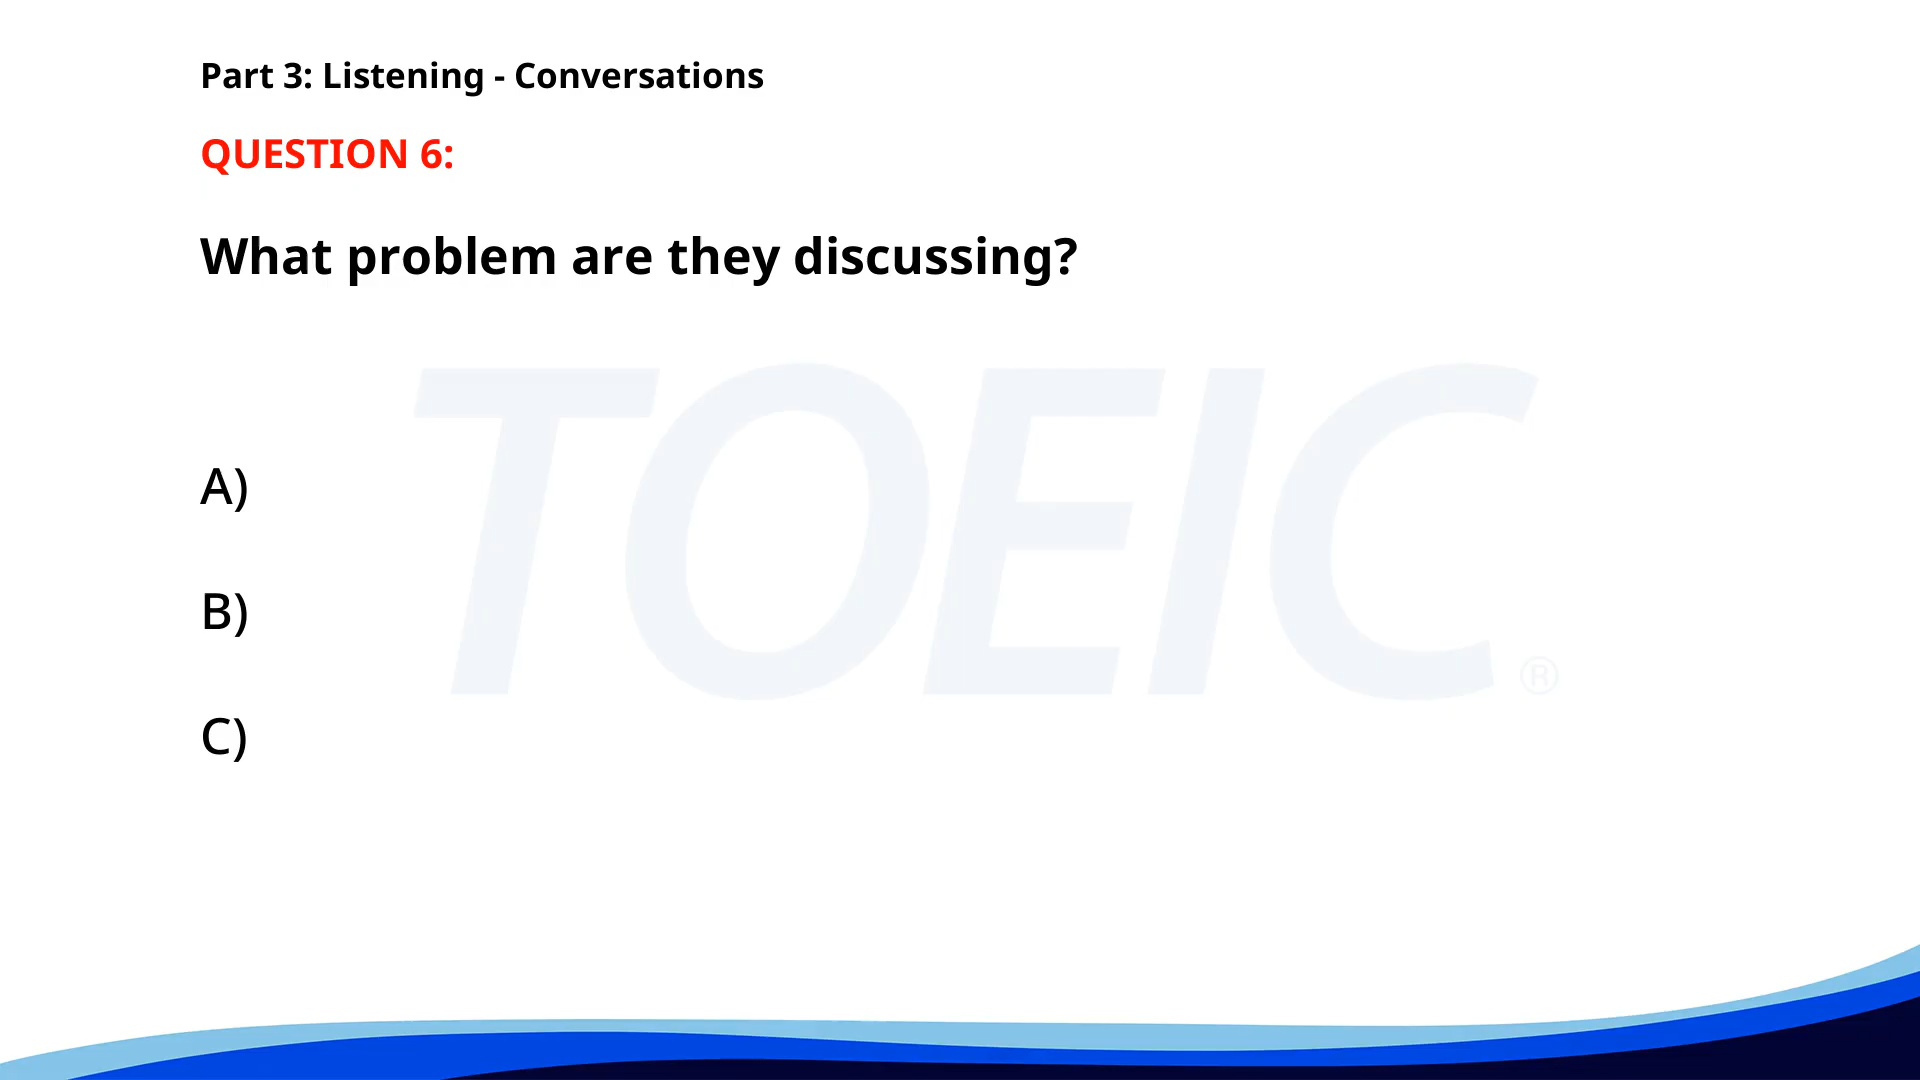 Part 3: Listening - Conversations
QUESTION 6:
What problem are they discussing?
TOEIC®
A)
B)
C)